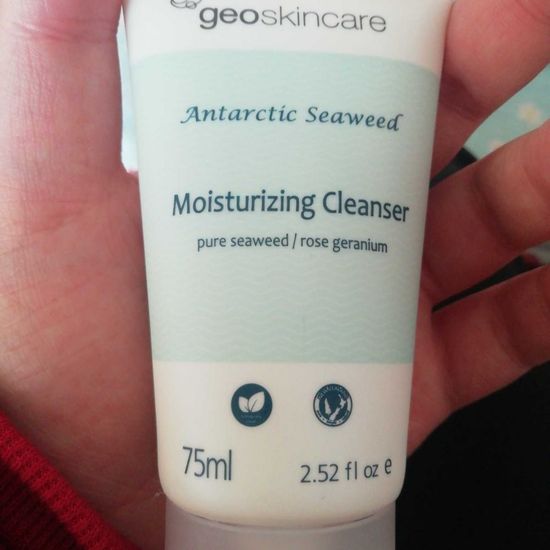 geoskincare
Antarctic Seaweed
Moisturizing Cleanser
pure seaweed / rose geranium
75ml
2.52 fl oz e